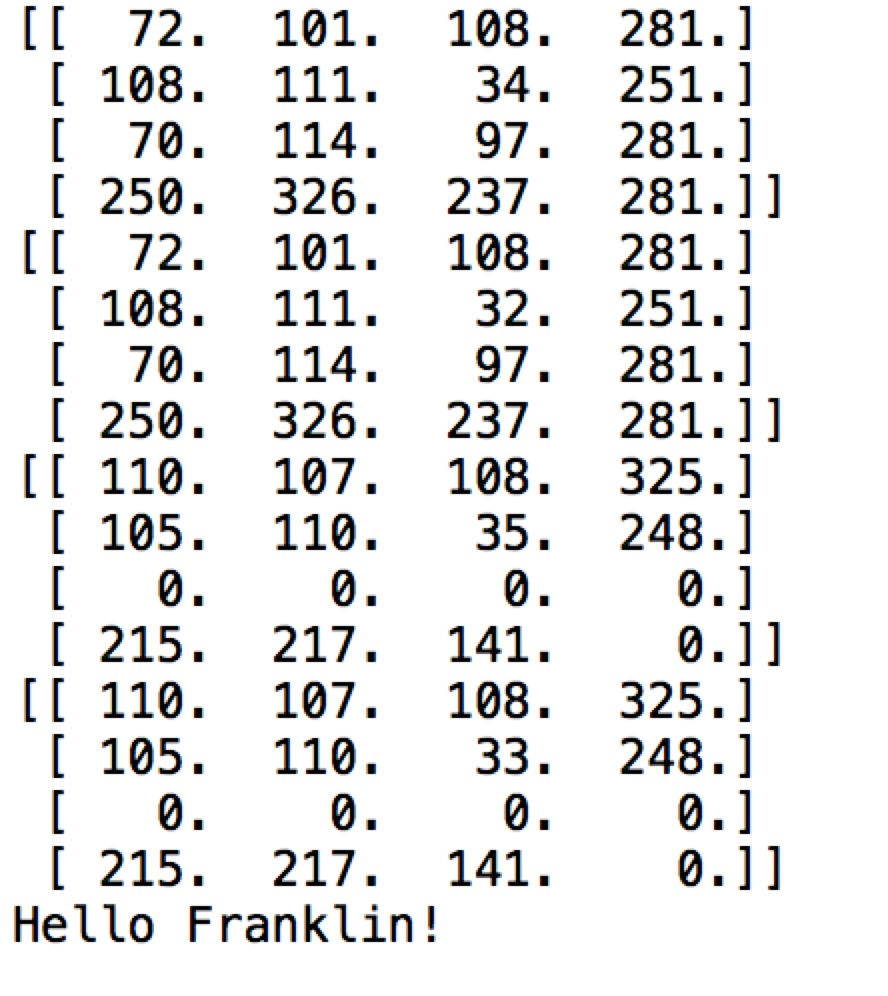 [[  72.  101.  108.  281.]
 [ 108.  111.   34.  251.]
 [  70.  114.   97.  281.]
 [ 250.  326.  237.  281.]]
[[  72.  101.  108.  281.]
 [ 108.  111.   32.  251.]
 [  70.  114.   97.  281.]
 [ 250.  326.  237.  281.]]
[[ 110.  107.  108.  325.]
 [ 105.  110.   35.  248.]
 [   0.    0.    0.    0.]
 [ 215.  217.  141.    0.]]
[[ 110.  107.  108.  325.]
 [ 105.  110.   33.  248.]
 [   0.    0.    0.    0.]
 [ 215.  217.  141.    0.]]
Hello Franklin!